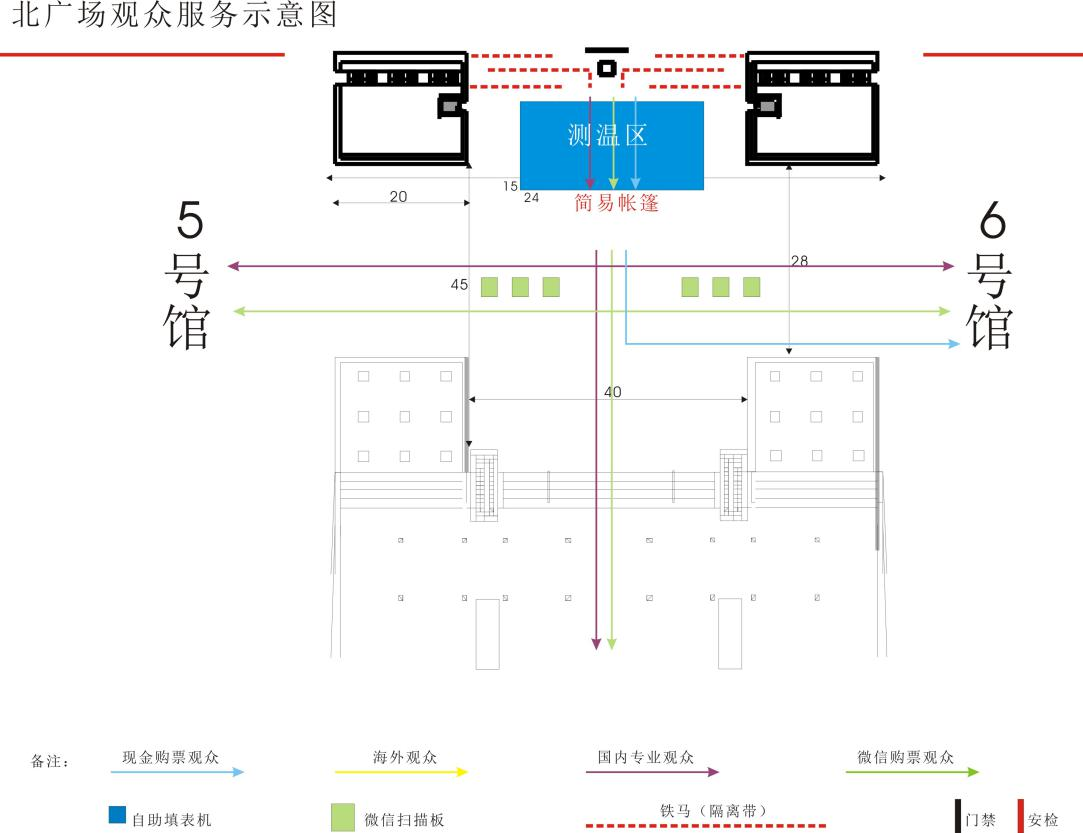 北广场观众服务示意图
测温区
15
24
20
简易帐篷
5号馆
6号馆
28
45
40
备注：
现金购票观众
海外观众
国内专业观众
微信购票观众
自助填表机
微信扫描板
铁马（隔离带）
门禁
安检